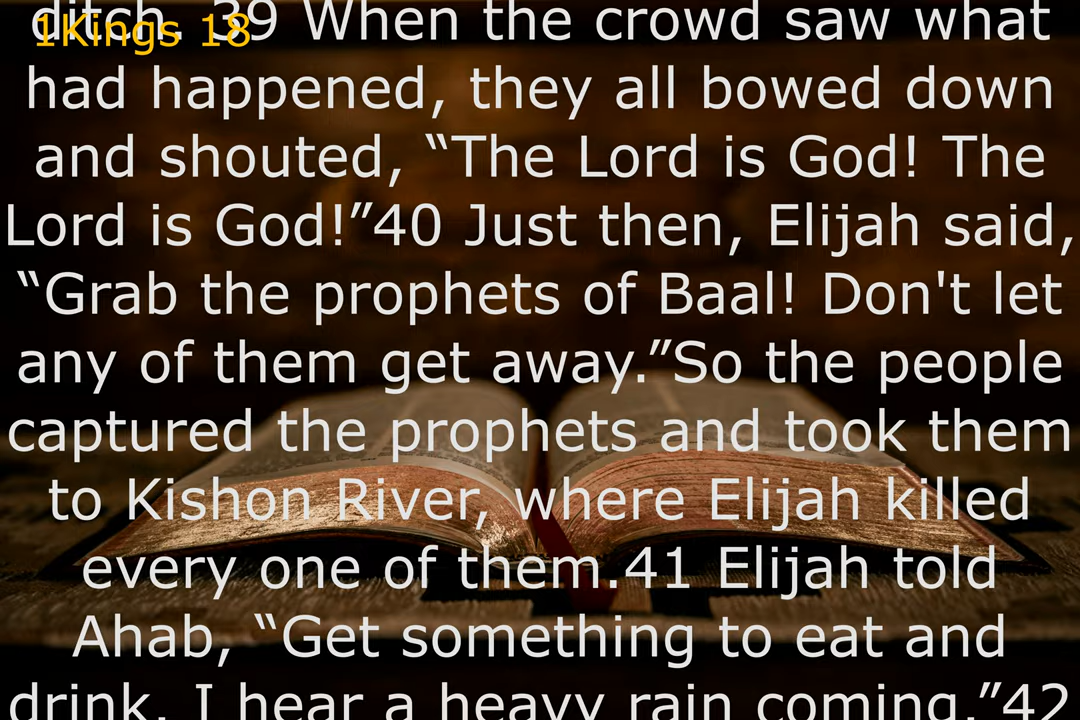 1Kings 18
ditch. 39 When the crowd saw what
had happened, they all bowed down
and shouted, “The Lord is God! The
Lord is God!”40 Just then, Elijah said,
“Grab the prophets of Baal! Don't let
any of them get away.”So the people
captured the prophets and took them
to Kishon River, where Elijah killed
every one of them.41 Elijah told
Ahab, “Get something to eat and
drink. I hear a heavy rain coming.”42